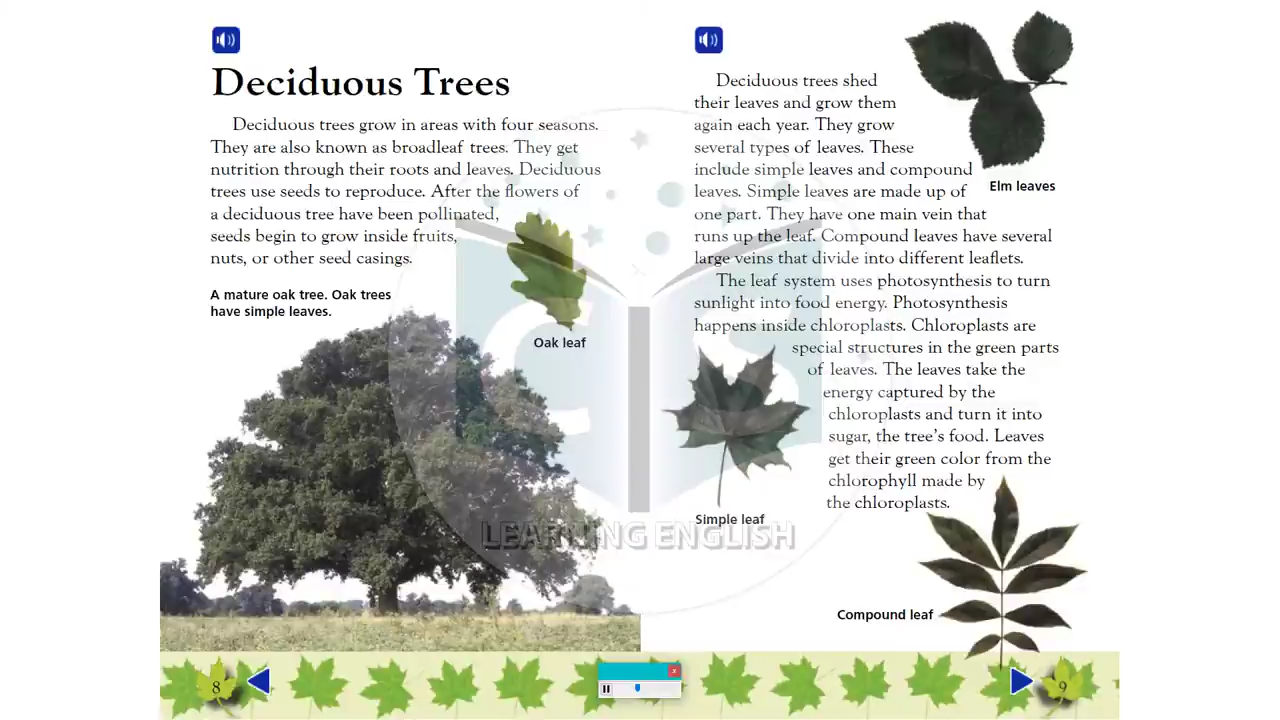 Deciduous Trees
Deciduous trees grow in areas with four seasons.
They are also known as broadleaf trees. They get
nutrition through their roots and leaves. Deciduous
trees use seeds to reproduce. After the flowers of
a deciduous tree have been pollinated,
seeds begin to grow inside fruits,
nuts, or other seed casings.
A mature oak tree. Oak trees
have simple leaves.
Oak leaf
8
Deciduous trees shed
their leaves and grow them
again each year. They grow
several types of leaves. These
include simple leaves and compound
leaves. Simple leaves are made up of
one part. They have one main vein that
runs up the leaf. Compound leaves have several
large veins that divide into different leaflets.
Elm leaves
The leaf system uses photosynthesis to turn
sunlight into food energy. Photosynthesis
happens inside chloroplasts. Chloroplasts are
special structures in the green parts
of leaves. The leaves take the
energy captured by the
chloroplasts and turn it into
sugar, the tree's food. Leaves
get their green color from the
chlorophyll made by
the chloroplasts.
Simple leaf
Compound leaf
9
LEARNING ENGLISH